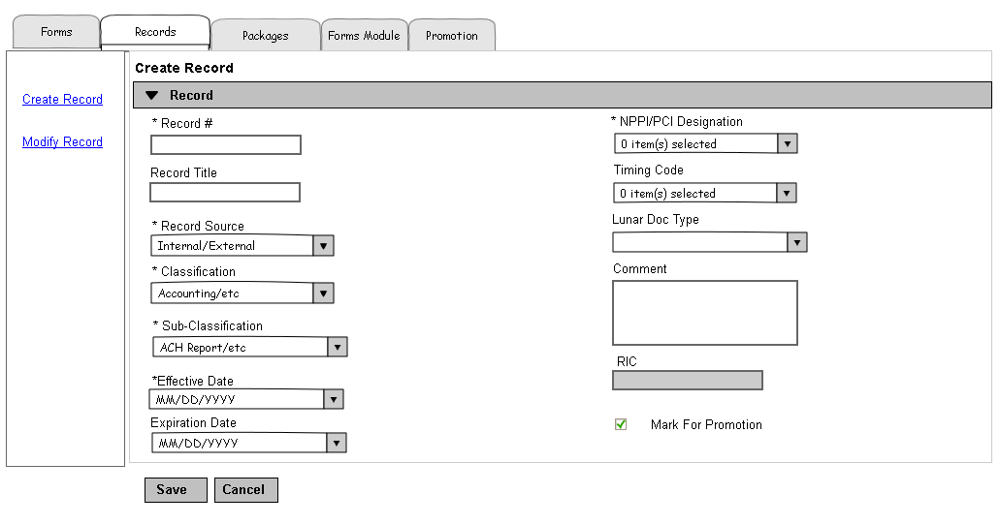 Forms
Records
Packages
Forms Module
Promotion
Create Record
Modify Record
Create Record
Record
* Record #
Record Title
* Record Source
Internal/External
* Classification
Accounting/etc
* Sub-Classification
ACH Report/etc
*Effective Date
MM/DD/YYYY
Expiration Date
MM/DD/YYYY
* NPPI/PCI Designation
0 item(s) selected
Timing Code
0 item(s) selected
Lunar Doc Type
Comment
RIC
Mark For Promotion
Save
Cancel